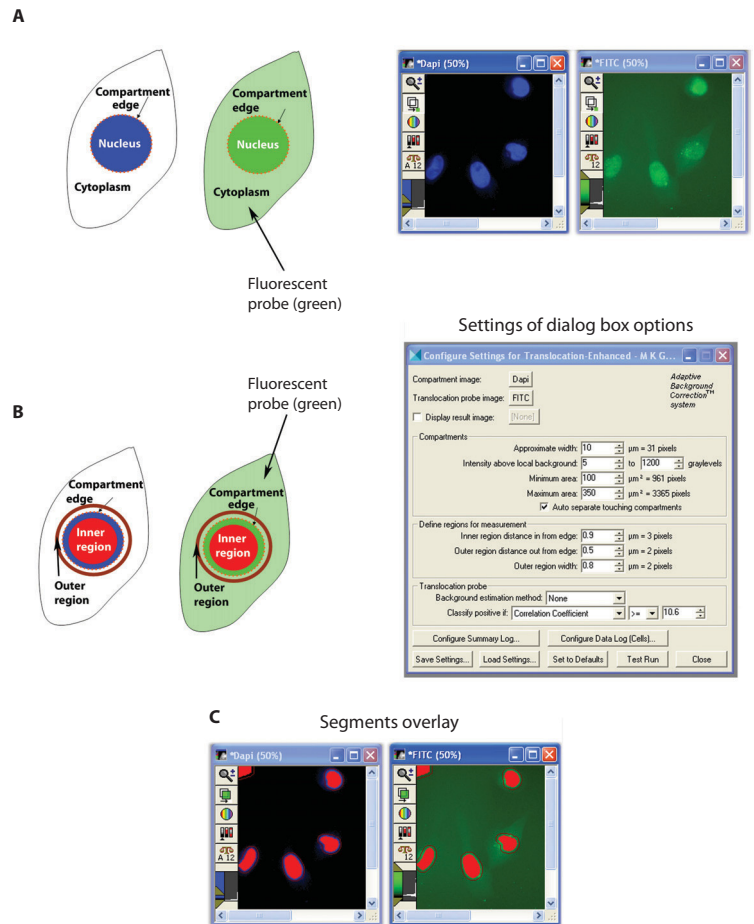 A
Compartment
edge
Nucleus
Cytoplasm
Compartment
edge
Nucleus
Cytoplasm
Fluorescent
probe (green)
*Dapi (50%)
A 12
*FITC (50%)
A 12
B
Fluorescent
probe (green)
Compartment
edge
Inner
region
Outer
region
Compartment
edge
Inner
region
Outer
region
Settings of dialog box options
Configure Settings for Translocation-Enhanced - M K G...
Compartment image: Dapi
Translocation probe image: FITC
Display result image: [None]
Adaptive
Background
Correction™
system
Compartments
Approximate width: 10 µm = 31 pixels
Intensity above local background: 5 to 1200 graylevels
Minimum area: 100 µm² = 961 pixels
Maximum area: 350 µm² = 3365 pixels
Auto separate touching compartments
Define regions for measurement
Inner region distance in from edge: 0.9 µm = 3 pixels
Outer region distance out from edge: 0.5 µm = 2 pixels
Outer region width: 0.8 µm = 2 pixels
Translocation probe
Background estimation method: None
Classify positive if: Correlation Coefficient >= 10.6
Configure Summary Log... Configure Data Log (Cells)...
Save Settings... Load Settings... Set to Defaults Test Run Close
C
Segments overlay
*Dapi (50%)
A 12
*FITC (50%)
12